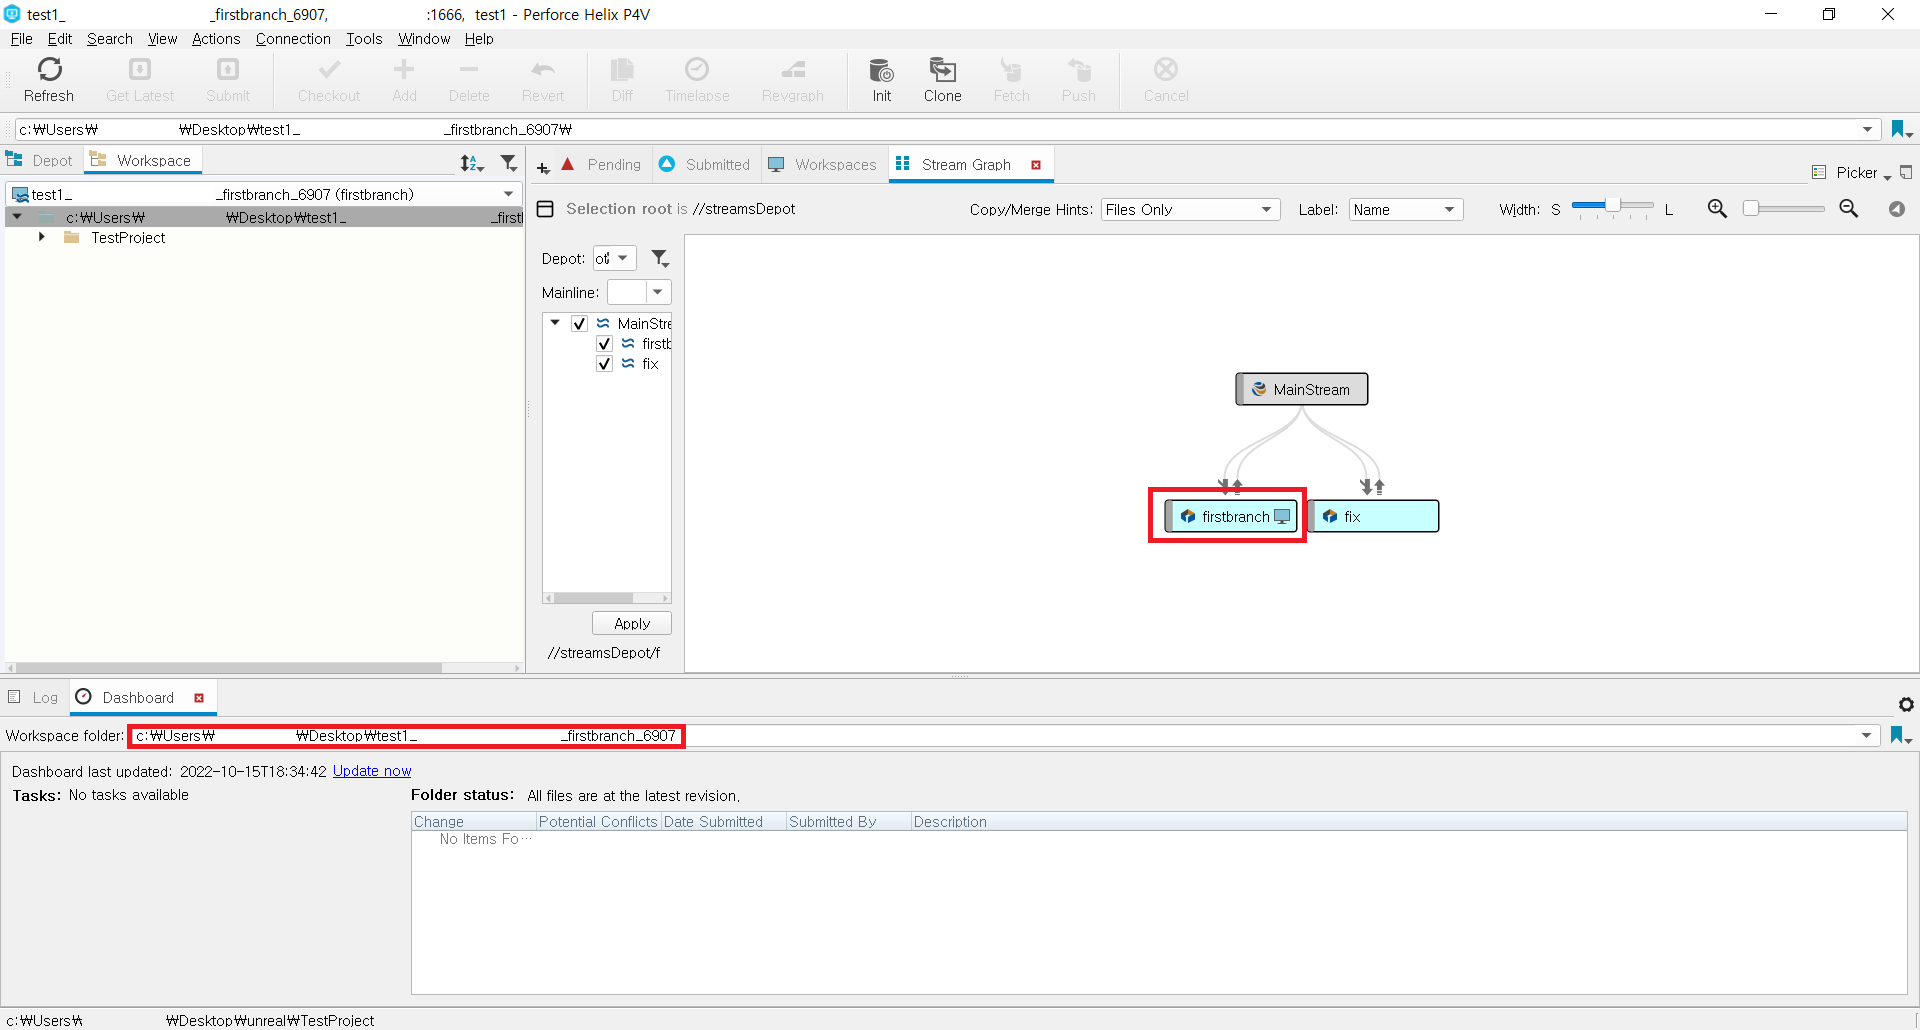 test1_ _firstbranch_6907, :1666, test1 - Perforce Helix P4V
File Edit Search View Actions Connection Tools Window Help
Refresh Get Latest Submit Checkout Add Delete Revert Diff Timelapse Revgraph Init Clone Fetch Push Cancel
c:₩Users₩ ₩Desktop₩test1_ _firstbranch_6907₩
Depot Workspace
Pending Submitted Workspaces Stream Graph Picker
test1_ _firstbranch_6907 (firstbranch)
c:₩Users₩ ₩Desktop₩test1_ _firstl
TestProject
Selection root is //streamsDepot Copy/Merge Hints: Files Only Label: Name Width: S L
Depot:
Mainline:
MainStre
firstb
fix
Apply
//streamsDepot/f
MainStream
firstbranch fix
Log Dashboard
Workspace folder: c:₩Users₩ ₩Desktop₩test1_ _firstbranch_6907
Dashboard last updated: 2022-10-15T18:34:42 Update now
Tasks: No tasks available
Folder status: All files are at the latest revision.
Change Potential Conflicts Date Submitted Submitted By Description
No Items Fo…
c:₩Users₩ ₩Desktop₩unreal₩TestProject